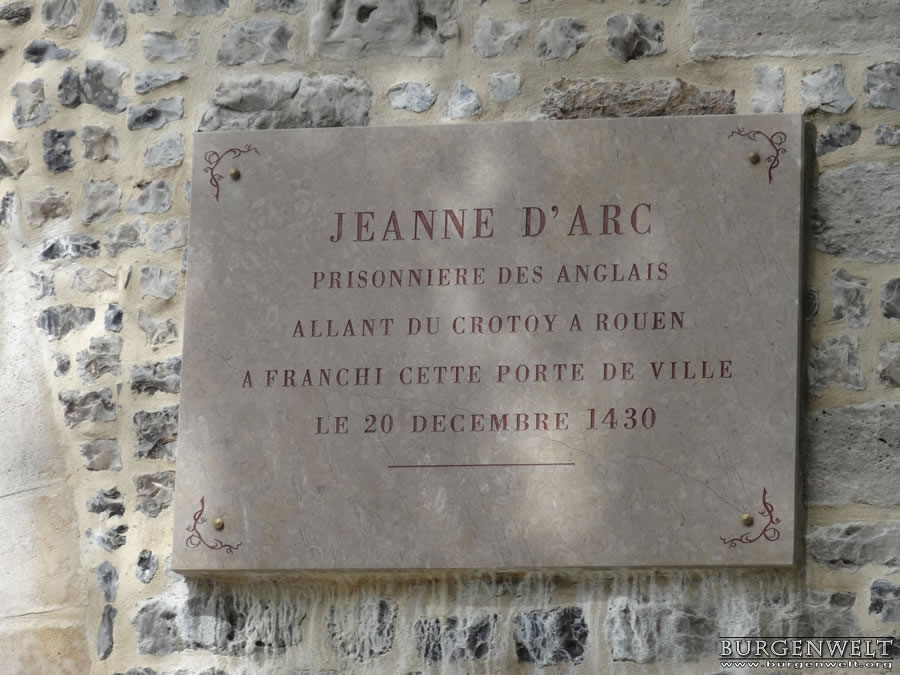 JEANNE D'ARC
PRISONNIERE DES ANGLAIS
ALLANT DU CROTOY A ROUEN
A FRANCHI CETTE PORTE DE VILLE
LE 20 DECEMBRE 1430
BURGENWELT
www.burgenwelt.org